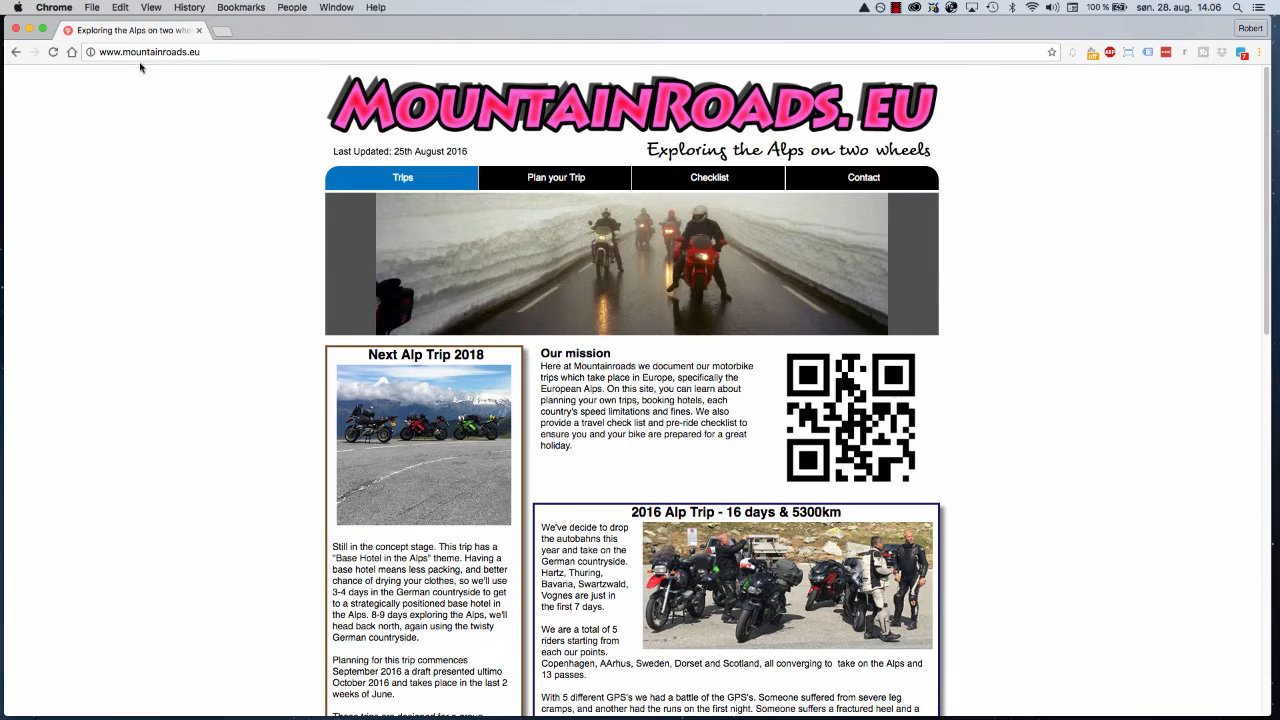 Chrome File Edit View History Bookmarks People Window Help 100 % søn. 28. aug. 14.06
Exploring the Alps on two whe
Robert
www.mountainroads.eu
MountainRoads.eu
Last Updated: 25th August 2016
Exploring the Alps on two wheels
Trips Plan your Trip Checklist Contact
Next Alp Trip 2018
Still in the concept stage. This trip has a
"Base Hotel in the Alps" theme. Having a
base hotel means less packing, and better
chance of drying your clothes, so we'll use
3-4 days in the German countryside to get
to a strategically positioned base hotel in
the Alps. 8-9 days exploring the Alps, we'll
head back north, again using the twisty
German countryside.
Planning for this trip commences
September 2016 a draft presented ultimo
October 2016 and takes place in the last 2
weeks of June.
Our mission
Here at Mountainroads we document our motorbike
trips which take place in Europe, specifically the
European Alps. On this site, you can learn about
planning your own trips, booking hotels, each
country's speed limitations and fines. We also
provide a travel check list and pre-ride checklist to
ensure you and your bike are prepared for a great
holiday.
2016 Alp Trip - 16 days & 5300km
We've decide to drop
the autobahns this
year and take on the
German countryside.
Hartz, Thuring,
Bavaria, Swartzwald,
Vognes are just in
the first 7 days.
We are a total of 5
riders starting from
each our points.
Copenhagen, AArhus, Sweden, Dorset and Scotland, all converging to take on the Alps and
13 passes.
With 5 different GPS's we had a battle of the GPS's. Someone suffered from severe leg
cramps, and another had the runs on the first night. Someone suffers a fractured heel and a